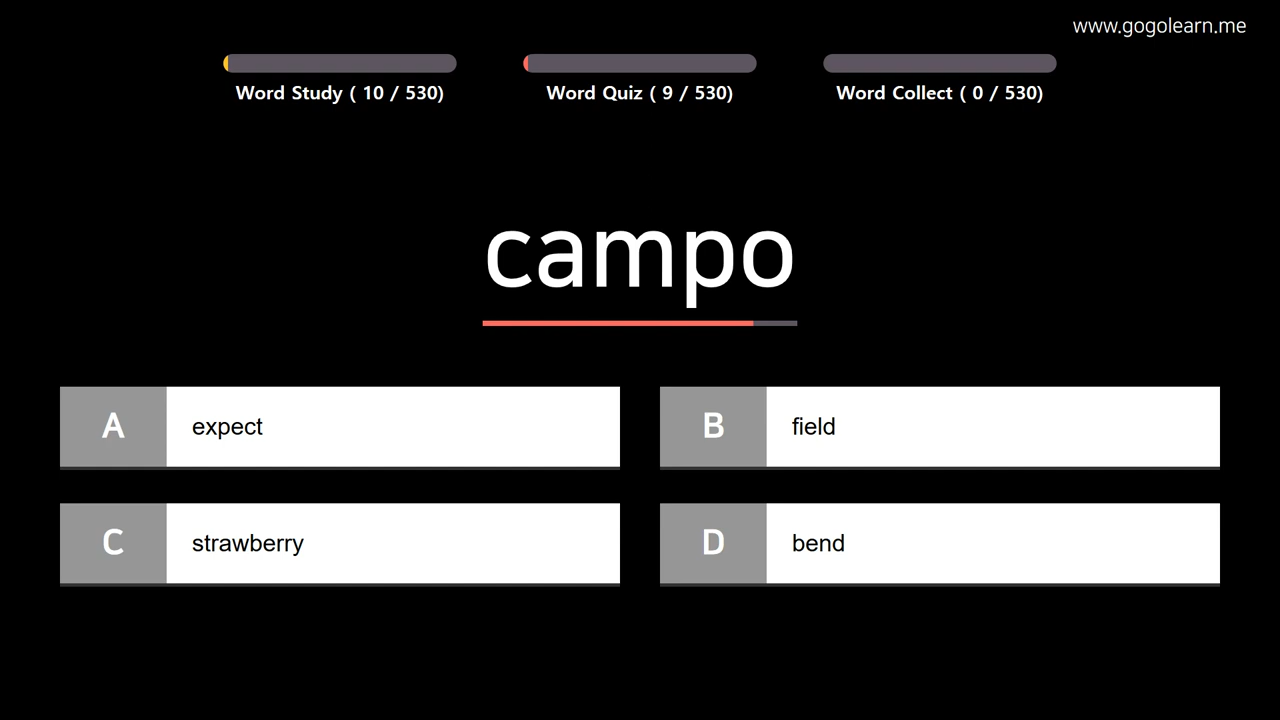 www.gogolearn.me
Word Study ( 10 / 530)
Word Quiz ( 9 / 530)
Word Collect ( 0 / 530)
campo
A expect
B field
C strawberry
D bend